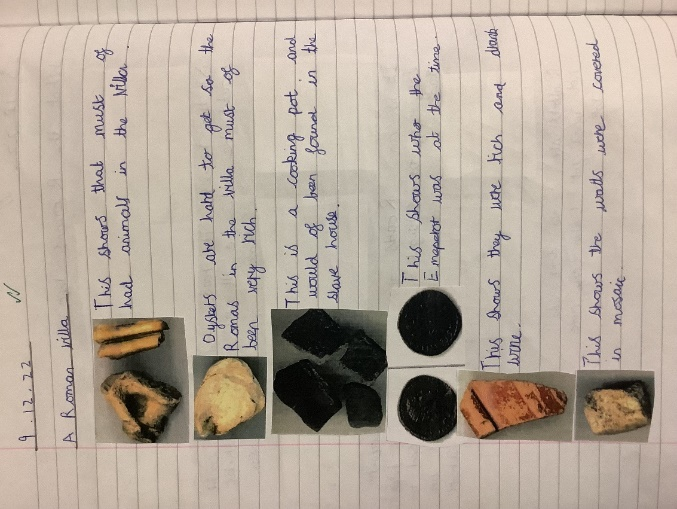 9.12.22
A Roman villa
This shows that must of
had animals in the villa.
Oysters are hard to get so the
Romas in the villa must of
been very rich.
This is a cooking pot and
would of been found in the
slave house.
This shows who the
Emeperor was at the time.
This shows they were rich and drank
wine.
This shows the walls were covered
in mosaic.